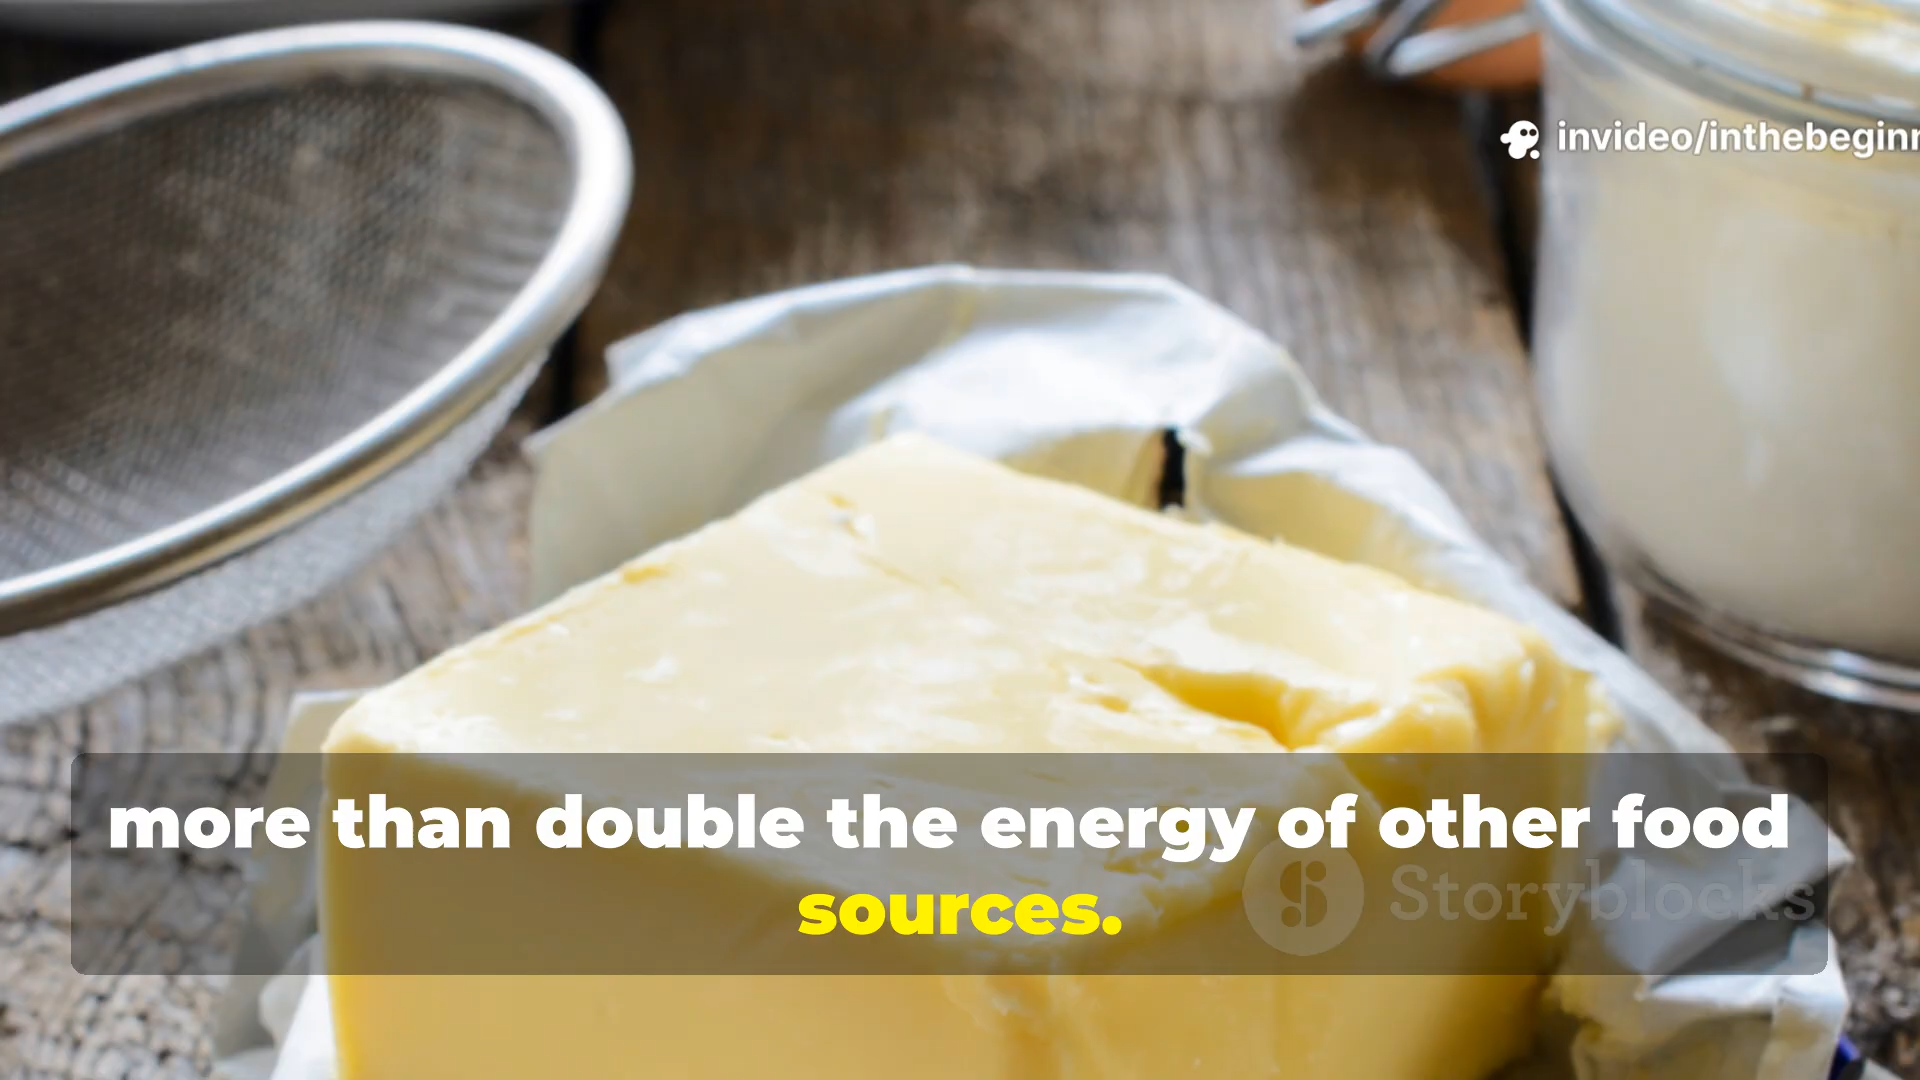 invideo/inthebeginn
more than double the energy of other food
sources.
Storyblocks